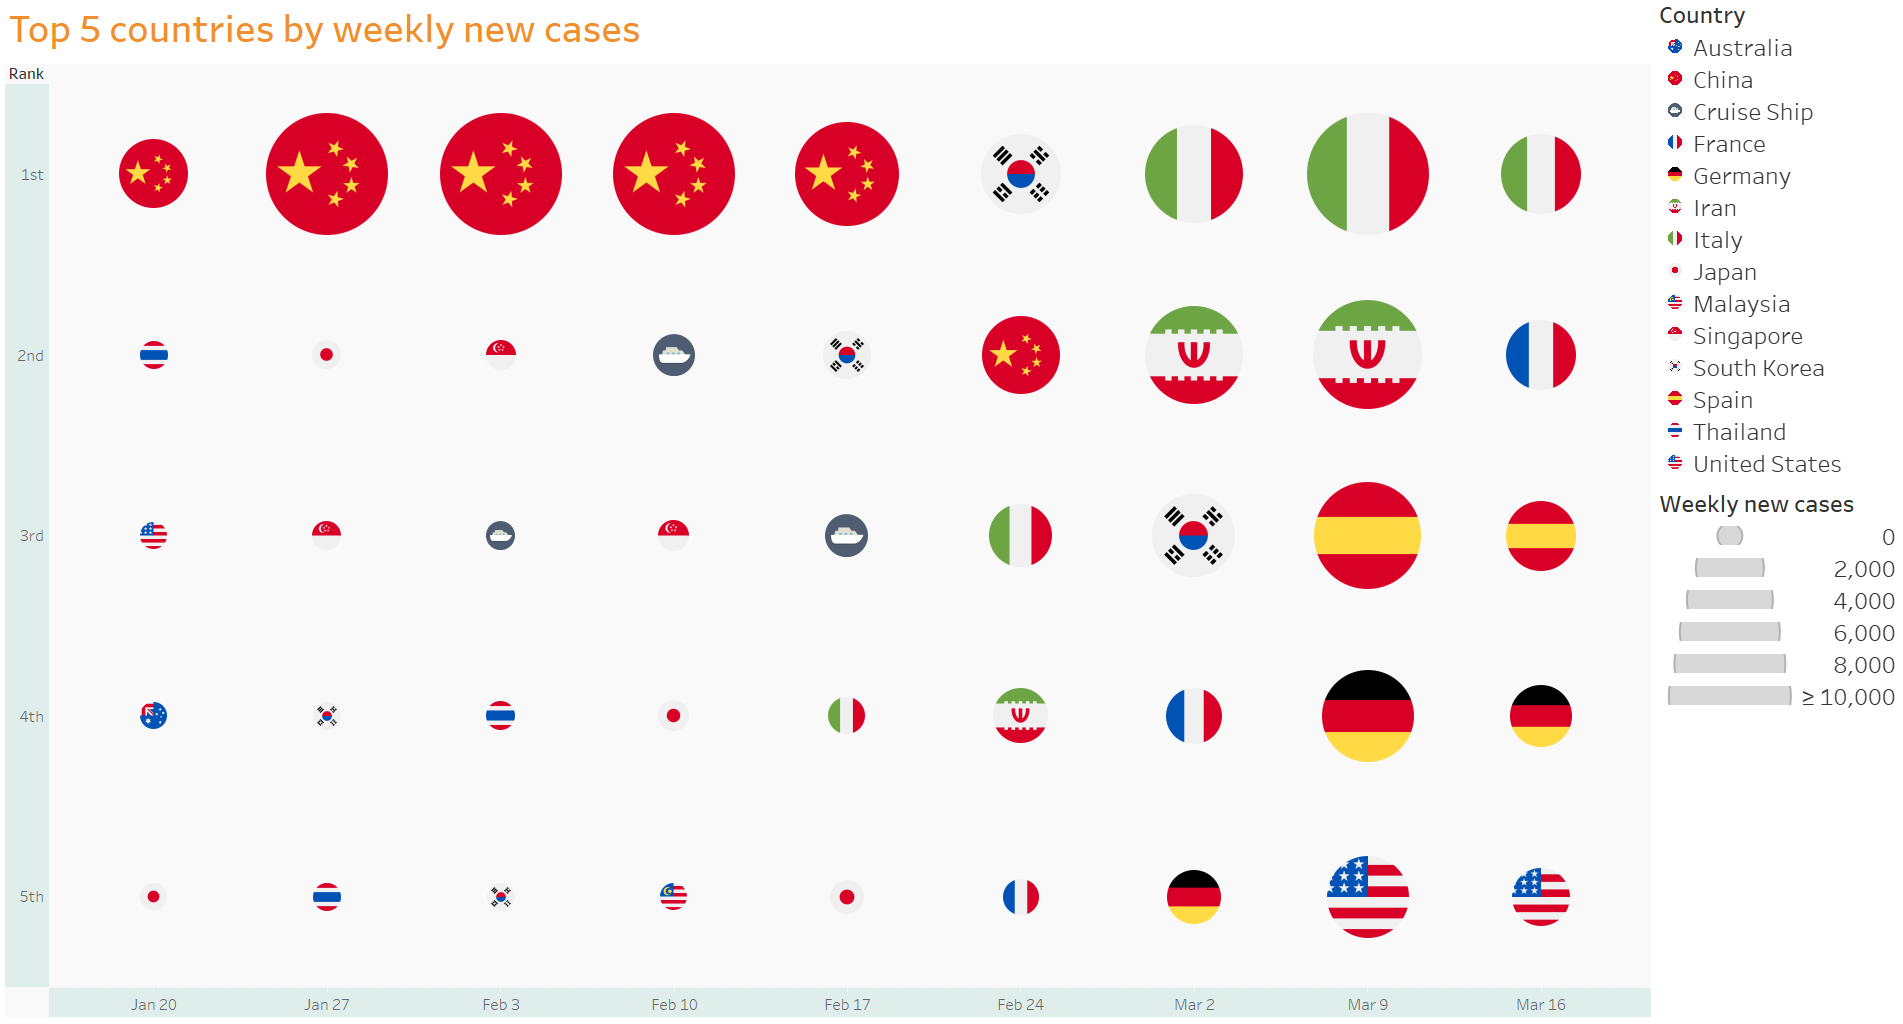 Top 5 countries by weekly new cases
Rank
1st
2nd
3rd
4th
5th
Jan 20 Jan 27 Feb 3 Feb 10 Feb 17 Feb 24 Mar 2 Mar 9 Mar 16
Country
Australia
China
Cruise Ship
France
Germany
Iran
Italy
Japan
Malaysia
Singapore
South Korea
Spain
Thailand
United States
Weekly new cases
0
2,000
4,000
6,000
8,000
≥ 10,000